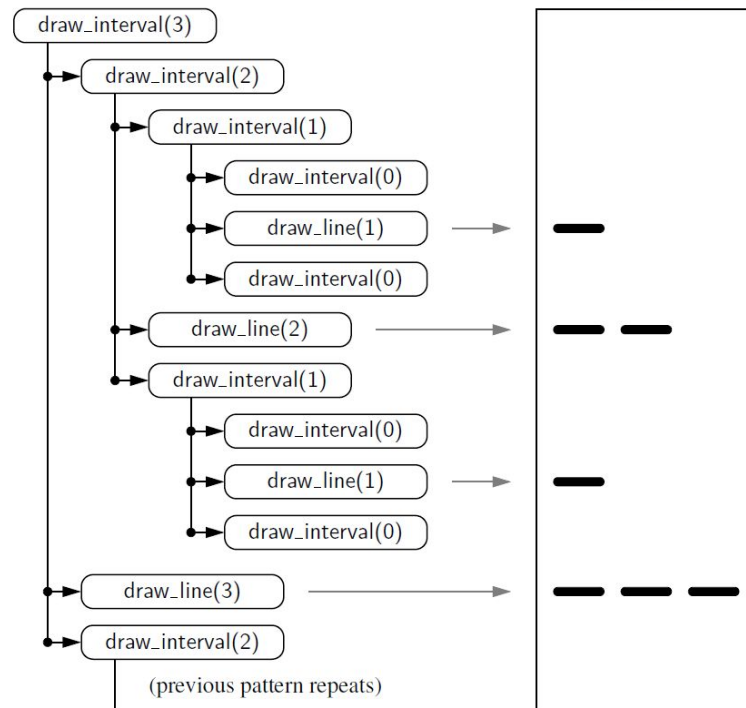 draw_interval(3)
draw_interval(2)
draw_interval(1)
draw_interval(0)
draw_line(1)
draw_interval(0)
draw_line(2)
draw_interval(1)
draw_interval(0)
draw_line(1)
draw_interval(0)
draw_line(3)
draw_interval(2)
(previous pattern repeats)